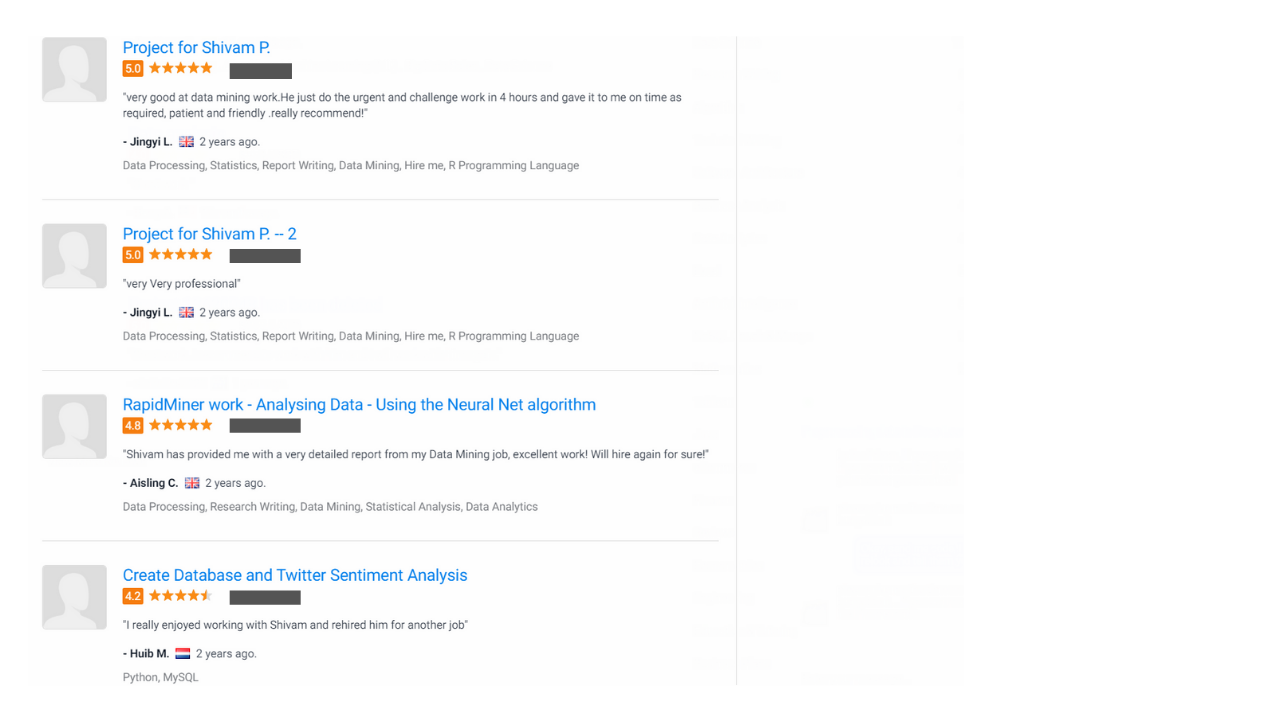 Project for Shivam P.
5.0
"very good at data mining work.He just do the urgent and challenge work in 4 hours and gave it to me on time as
required, patient and friendly .really recommend!"
- Jingyi L. 2 years ago.
Data Processing, Statistics, Report Writing, Data Mining, Hire me, R Programming Language
Project for Shivam P. -- 2
5.0
"very Very professional"
- Jingyi L. 2 years ago.
Data Processing, Statistics, Report Writing, Data Mining, Hire me, R Programming Language
RapidMiner work - Analysing Data - Using the Neural Net algorithm
4.8
"Shivam has provided me with a very detailed report from my Data Mining job, excellent work! Will hire again for sure!"
- Aisling C. 2 years ago.
Data Processing, Research Writing, Data Mining, Statistical Analysis, Data Analytics
Create Database and Twitter Sentiment Analysis
4.2
"I really enjoyed working with Shivam and rehired him for another job"
- Huib M. 2 years ago.
Python, MySQL